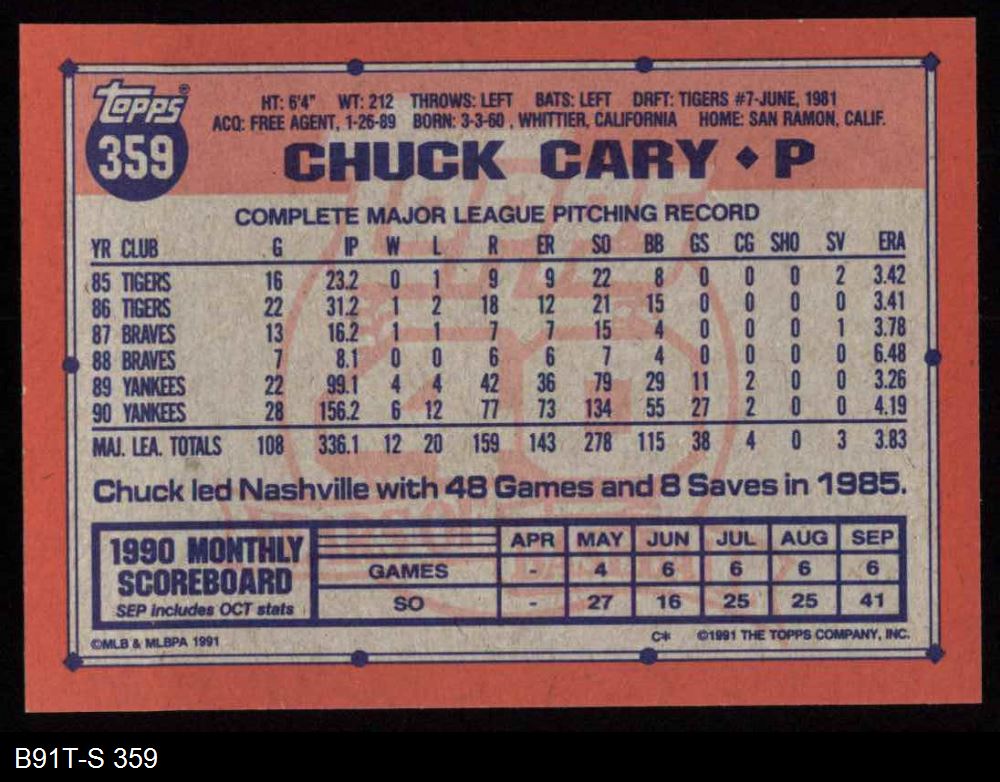 Topps®
359
HT: 6'4" WT: 212 THROWS: LEFT BATS: LEFT DRFT: TIGERS #7-JUNE, 1981
ACQ: FREE AGENT, 1-26-89 BORN: 3-3-60, WHITTIER, CALIFORNIA HOME: SAN RAMON, CALIF.
CHUCK CARY ◆ P
COMPLETE MAJOR LEAGUE PITCHING RECORD
YR CLUB G IP W L R ER SO BB GS CG SHO SV ERA
85 TIGERS 16 23.2 0 1 9 9 22 8 0 0 0 2 3.42
86 TIGERS 22 31.2 1 2 18 12 21 15 0 0 0 0 3.41
87 BRAVES 13 16.2 1 1 7 7 15 4 0 0 0 1 3.78
88 BRAVES 7 8.1 0 0 6 6 7 4 0 0 0 0 6.48
89 YANKEES 22 99.1 4 4 42 36 79 29 11 2 0 0 3.26
90 YANKEES 28 156.2 6 12 77 73 134 55 27 2 0 0 4.19
MAJ. LEA. TOTALS 108 336.1 12 20 159 143 278 115 38 4 0 3 3.83
Chuck led Nashville with 48 Games and 8 Saves in 1985.
1990 MONTHLY
SCOREBOARD
SEP includes OCT stats
APR MAY JUN JUL AUG SEP
GAMES - 4 6 6 6 6
SO - 27 16 25 25 41
©MLB & MLBPA 1991
C* ©1991 THE TOPPS COMPANY, INC.
B91T-S 359